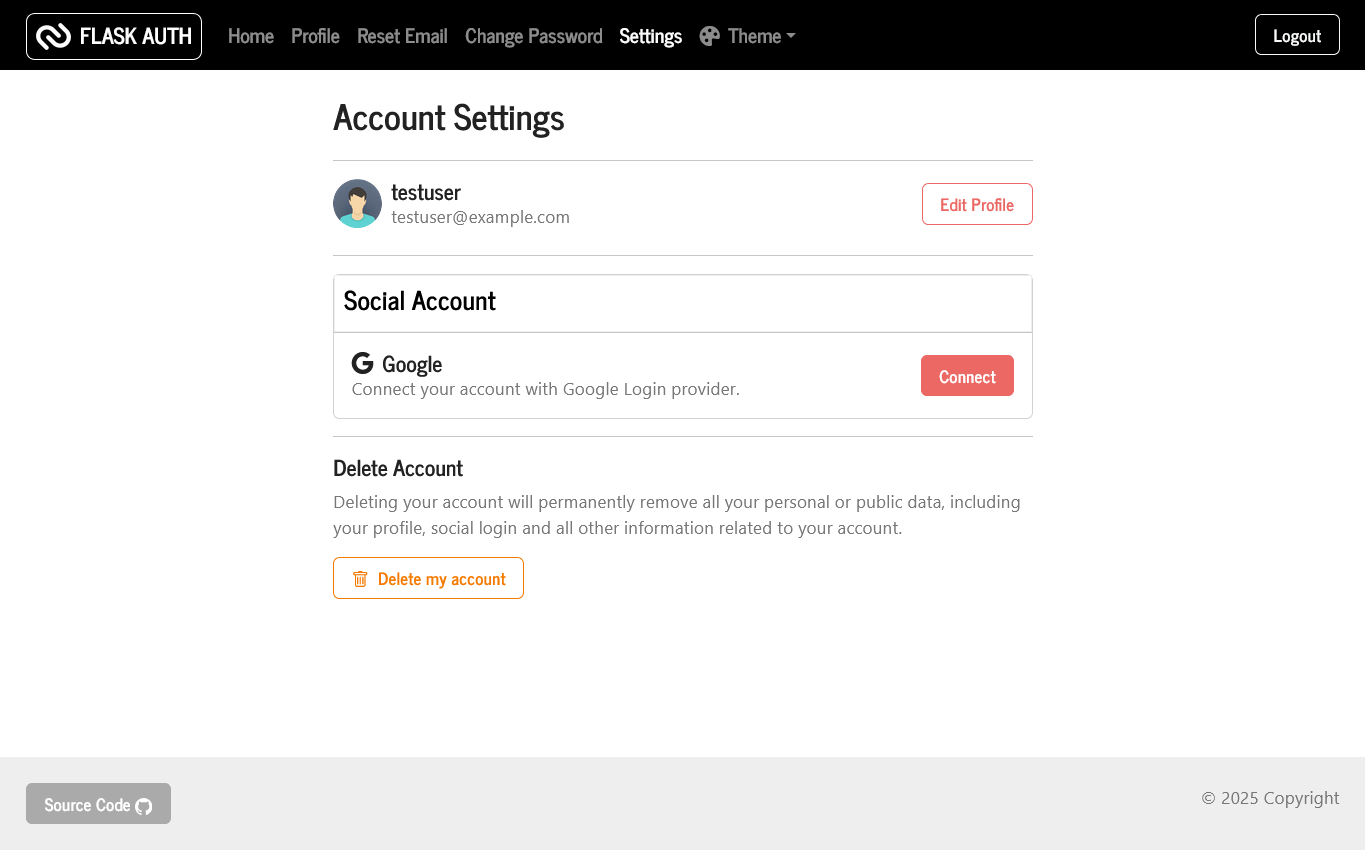 FLASK AUTH Home Profile Reset Email Change Password Settings Theme Logout
Account Settings
testuser
testuser@example.com
Edit Profile
Social Account
Google
Connect your account with Google Login provider.
Connect
Delete Account
Deleting your account will permanently remove all your personal or public data, including
your profile, social login and all other information related to your account.
Delete my account
Source Code
© 2025 Copyright